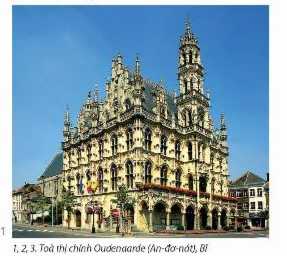 1
1, 2, 3. Toà thị chính Oudenaarde (An-đơ-nát), Bỉ